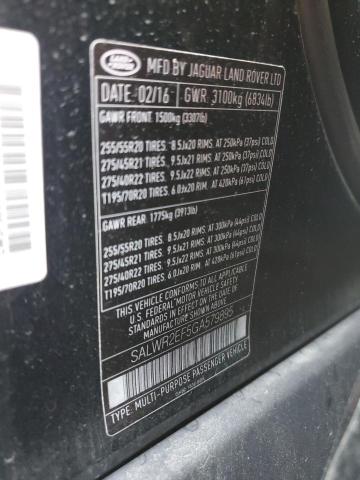 LAND ROVER
MFD BY JAGUAR LAND ROVER LTD
DATE: 02/16 GWR: 3100kg (6834lb)
GAWR FRONT: 1500kg (3307lb)
255/55R20 TIRES. 8.5Jx20 RIMS. AT 250kPa (37psi) COLD
275/45R21 TIRES. 9.5Jx21 RIMS. AT 250kPa (37psi) COLD
275/40R22 TIRES. 9.5Jx22 RIMS. AT 250kPa (37psi) COLD
T195/70R20 TIRES. 6.0Jx20 RIM. AT 420kPa (61psi) COLD
GAWR REAR: 1775kg (3913lb)
255/55R20 TIRES. 8.5Jx20 RIMS. AT 300kPa (44psi) COLD
275/45R21 TIRES. 9.5Jx21 RIMS. AT 300kPa (44psi) COLD
275/40R22 TIRES. 9.5Jx22 RIMS. AT 300kPa (44psi) COLD
T195/70R20 TIRES. 6.0Jx20 RIM. AT 420kPa (61psi) COLD
THIS VEHICLE CONFORMS TO ALL APPLICABLE
U.S. FEDERAL MOTOR VEHICLE SAFETY STANDARDS
IN EFFECT ON THE DATE OF MANUFACTURE SHOWN ABOVE.
SALWR2EF5GA579895
TYPE: MULTI-PURPOSE PASSENGER VEHICLE